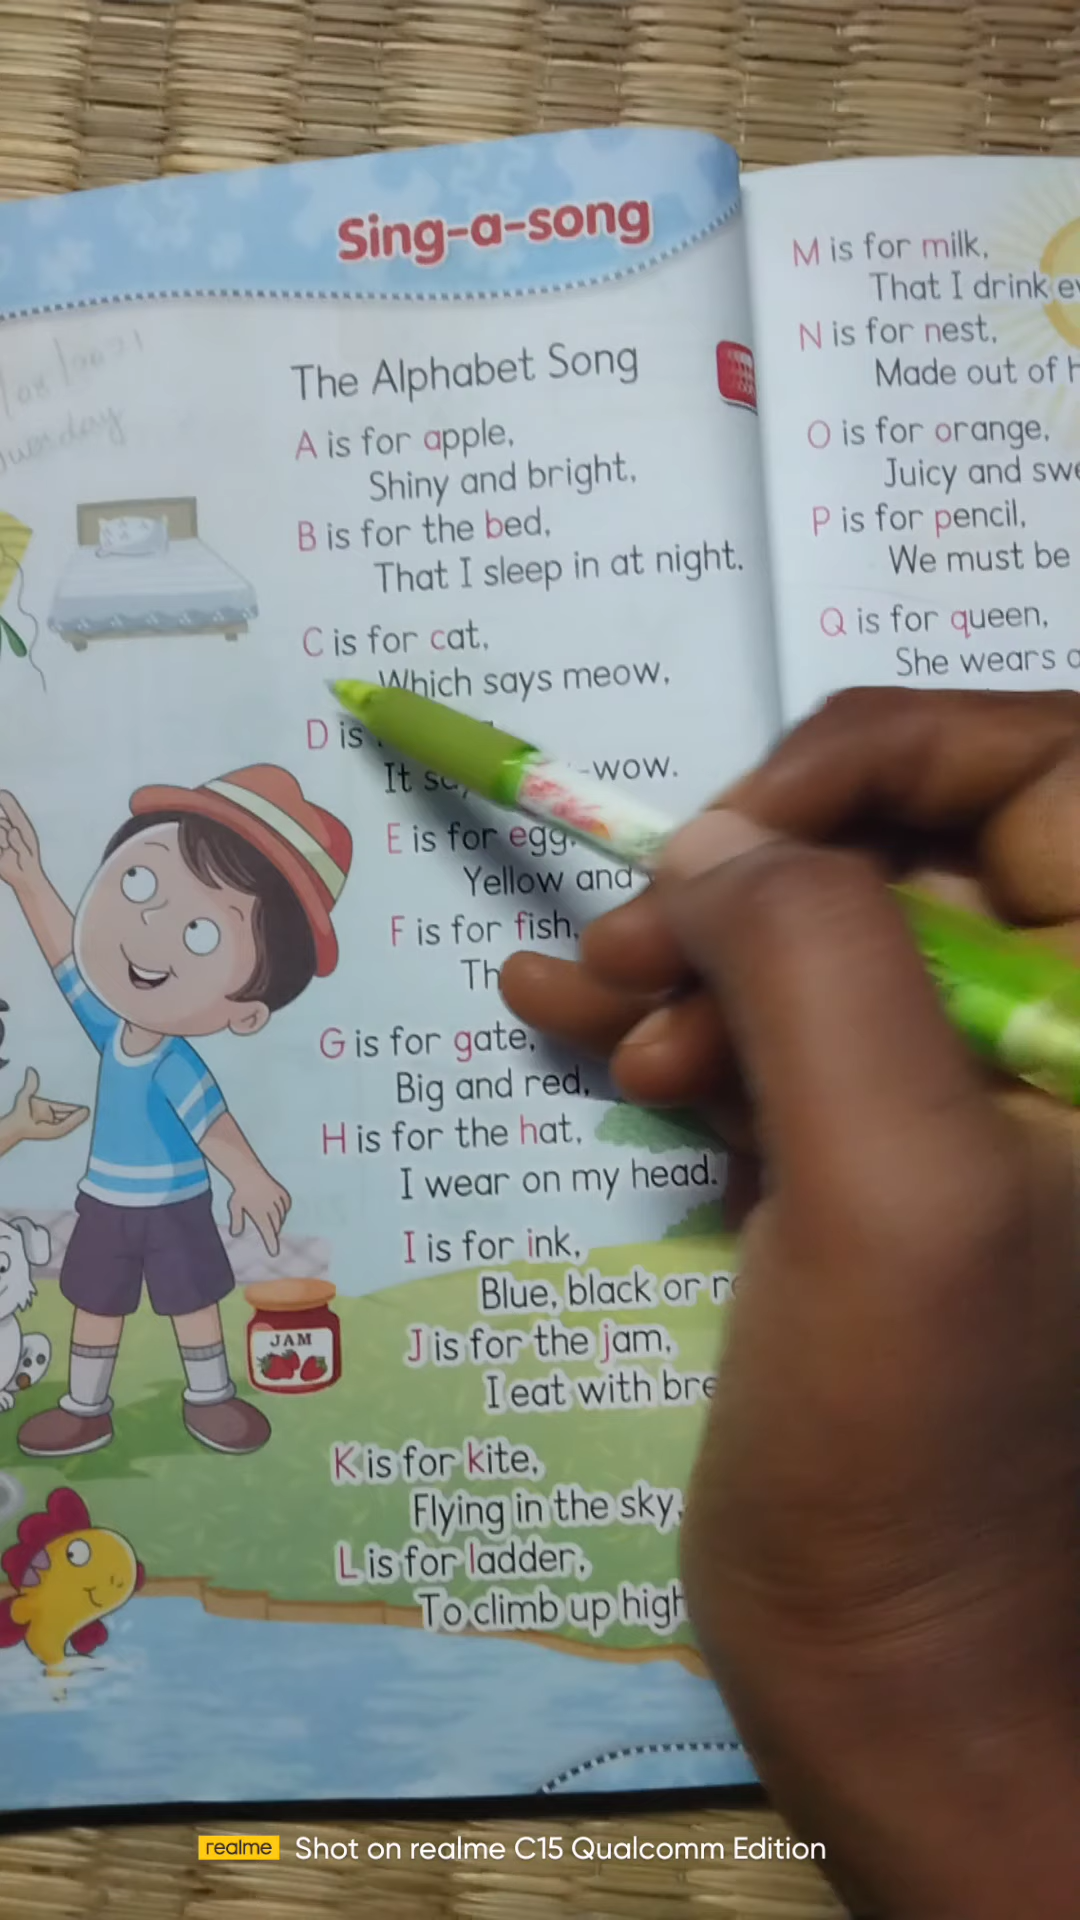 Sing-a-song
The Alphabet Song
A is for apple,
Shiny and bright,
B is for the bed,
That I sleep in at night.
C is for cat,
Which says meow,
D is
It -wow.
E is for egg,
Yellow and
F is for fish,
G is for gate,
Big and red,
H is for the hat,
I wear on my head.
I is for ink,
Blue, black or
J is for the jam,
I eat with
JAM
K is for kite,
Flying in the sky,
L is for ladder,
To climb up high
M is for milk,
That I drink
N is for nest,
Made out of
O is for orange,
Juicy and
P is for pencil,
We must be
Q is for queen,
She wears
realme Shot on realme C15 Qualcomm Edition